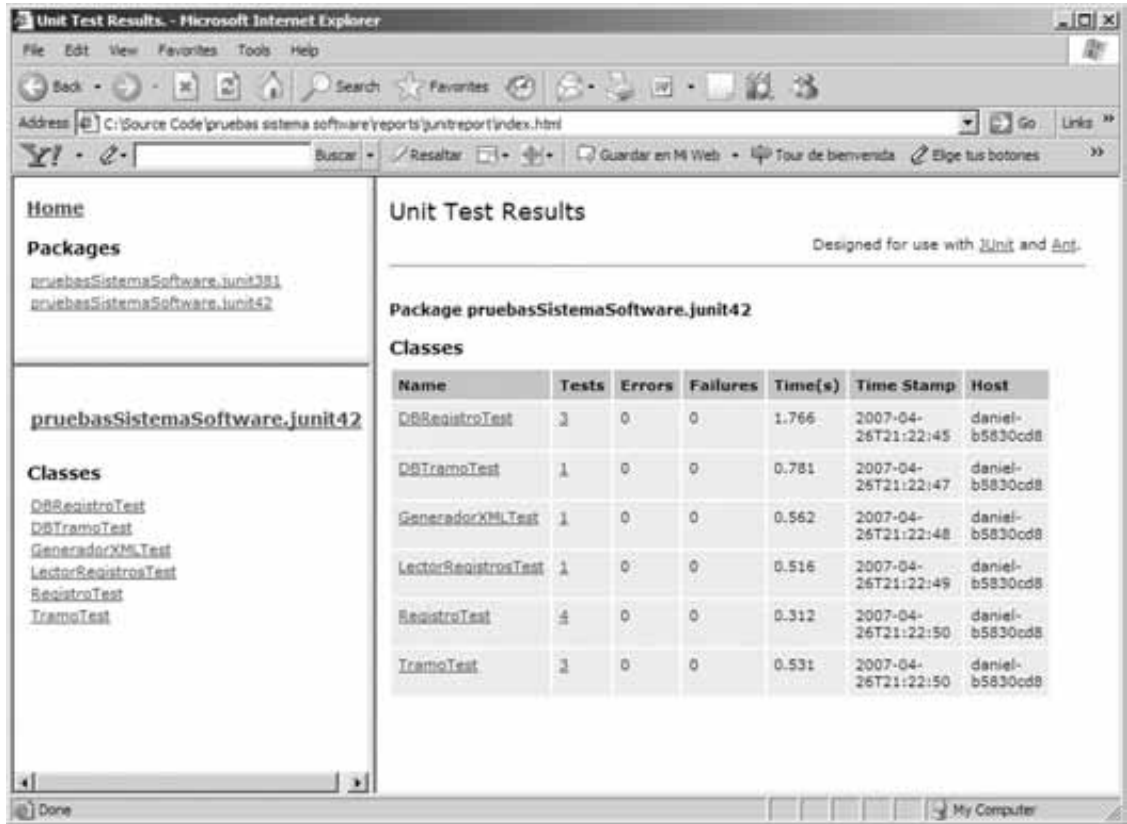 Unit Test Results. - Microsoft Internet Explorer
File Edit View Favorites Tools Help
Back Search Favorites
Address C:\Source Code\pruebas sistema software\reports\junitreport\index.html Go Links »
Y! Buscar Resaltar Guardar en Mi Web Tour de bienvenida Elige tus botones »
Home
Packages
pruebasSistemaSoftware.junit381
pruebasSistemaSoftware.junit42
pruebasSistemaSoftware.junit42
Classes
DBRegistroTest
DBTramoTest
GeneradorXMLTest
LectorRegistrosTest
RegistroTest
TramoTest
Unit Test Results
Designed for use with JUnit and Ant.
Package pruebasSistemaSoftware.junit42
Classes
Name Tests Errors Failures Time(s) Time Stamp Host
DBRegistroTest 3 0 0 1.766 2007-04- daniel-
26T21:22:45 b5830cd8
DBTramoTest 1 0 0 0.781 2007-04- daniel-
26T21:22:47 b5830cd8
GeneradorXMLTest 1 0 0 0.562 2007-04- daniel-
26T21:22:48 b5830cd8
LectorRegistrosTest 1 0 0 0.516 2007-04- daniel-
26T21:22:49 b5830cd8
RegistroTest 4 0 0 0.312 2007-04- daniel-
26T21:22:50 b5830cd8
TramoTest 3 0 0 0.531 2007-04- daniel-
26T21:22:50 b5830cd8
Done My Computer